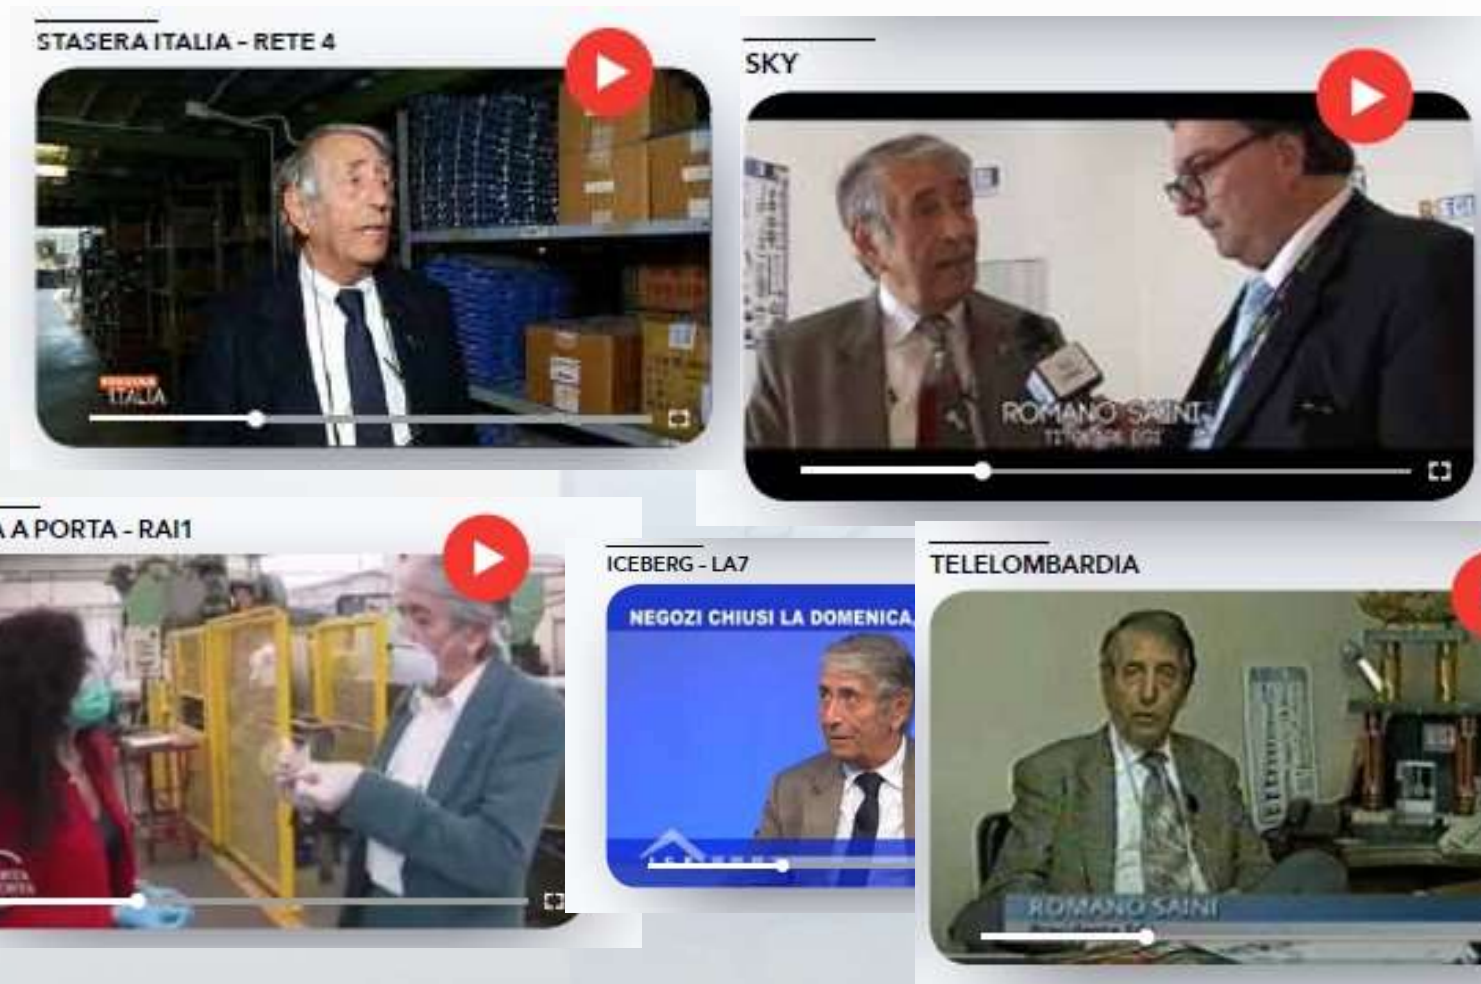 STASERA ITALIA - RETE 4
ITALIA
SKY
ROMANO SAINI
A PORTA - RAI1
ICEBERG - LA7
NEGOZI CHIUSI LA DOMENICA,
TELELOMBARDIA
ROMANO SAINI